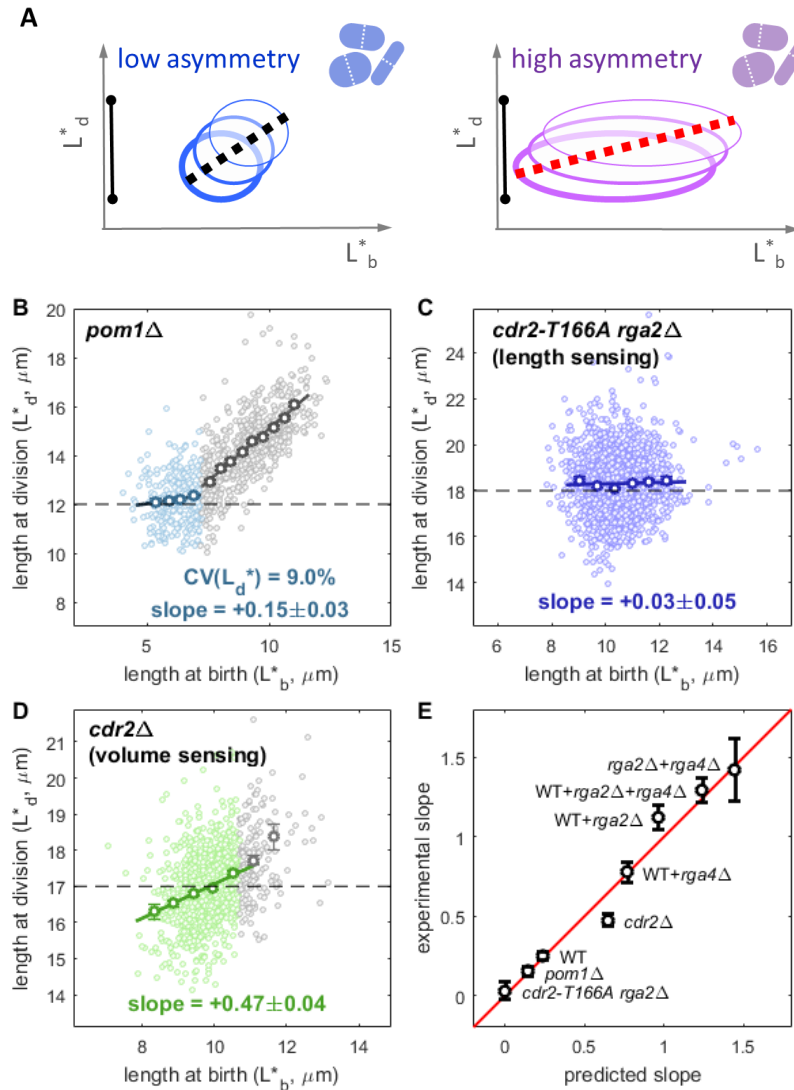 A
low asymmetry
high asymmetry
L*d
L*b
L*d
L*b
B
pom1Δ
20
18
16
14
12
10
8
5
10
15
length at division (L*d, μm)
length at birth (L*b, μm)
CV(Ld*) = 9.0%
slope = +0.15±0.03
C
cdr2-T166A rga2Δ
(length sensing)
24
22
20
18
16
14
6
8
10
12
14
16
length at division (L*d, μm)
length at birth (L*b, μm)
slope = +0.03±0.05
D
cdr2Δ
(volume sensing)
21
20
19
18
17
16
15
14
8
10
12
14
length at division (L*d, μm)
length at birth (L*b, μm)
slope = +0.47±0.04
E
1.5
1
0.5
0
0
0.5
1
1.5
experimental slope
predicted slope
rga2Δ+rga4Δ
WT+rga2Δ+rga4Δ
WT+rga2Δ
WT+rga4Δ
cdr2Δ
WT
pom1Δ
cdr2-T166A rga2Δ